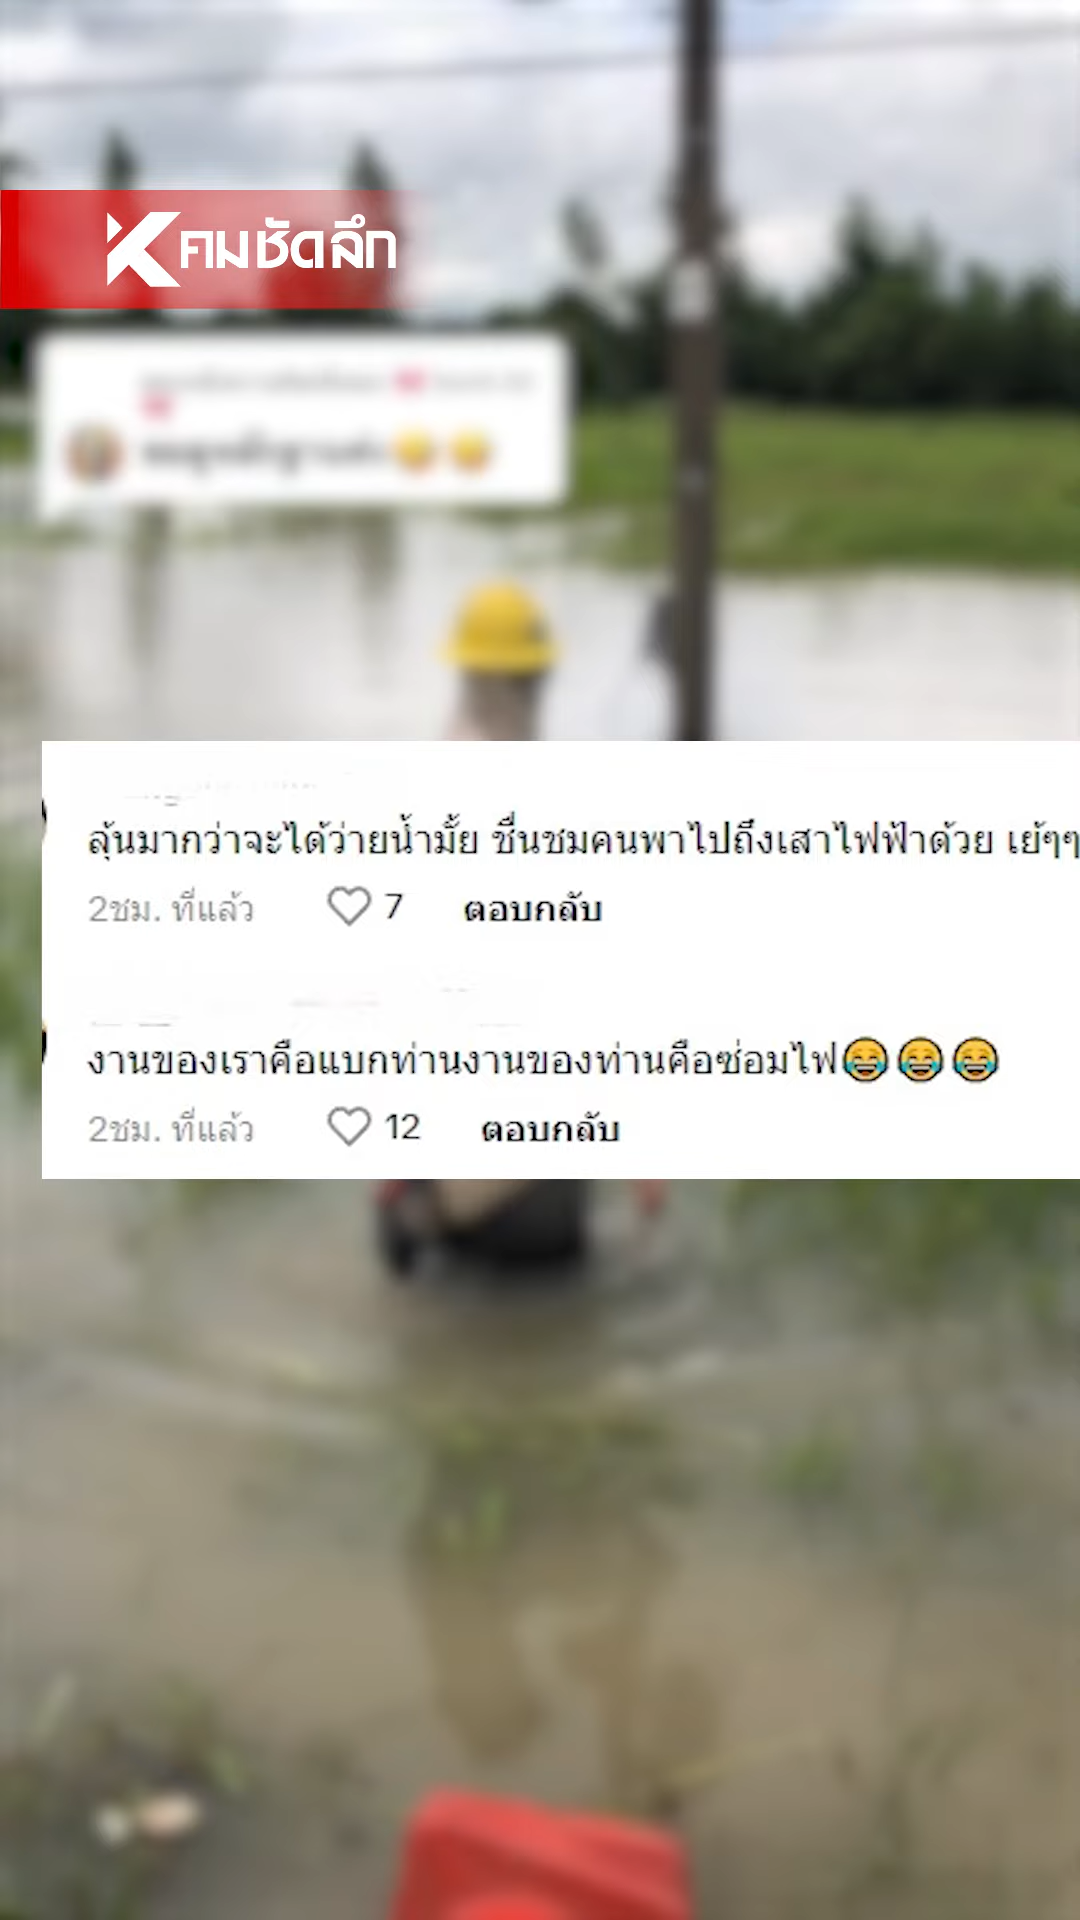 คมชัดลึก
ลุ้นมากว่าจะได้ว่ายน้ำมั้ย ชื่นชมคนพาไปถึงเสาไฟฟ้าด้วย เย้ๆๆ
2ชม. ที่แล้ว 7 ตอบกลับ
งานของเราคือแบกท่านงานของท่านคือซ่อมไฟ😂😂😂
2ชม. ที่แล้ว 12 ตอบกลับ